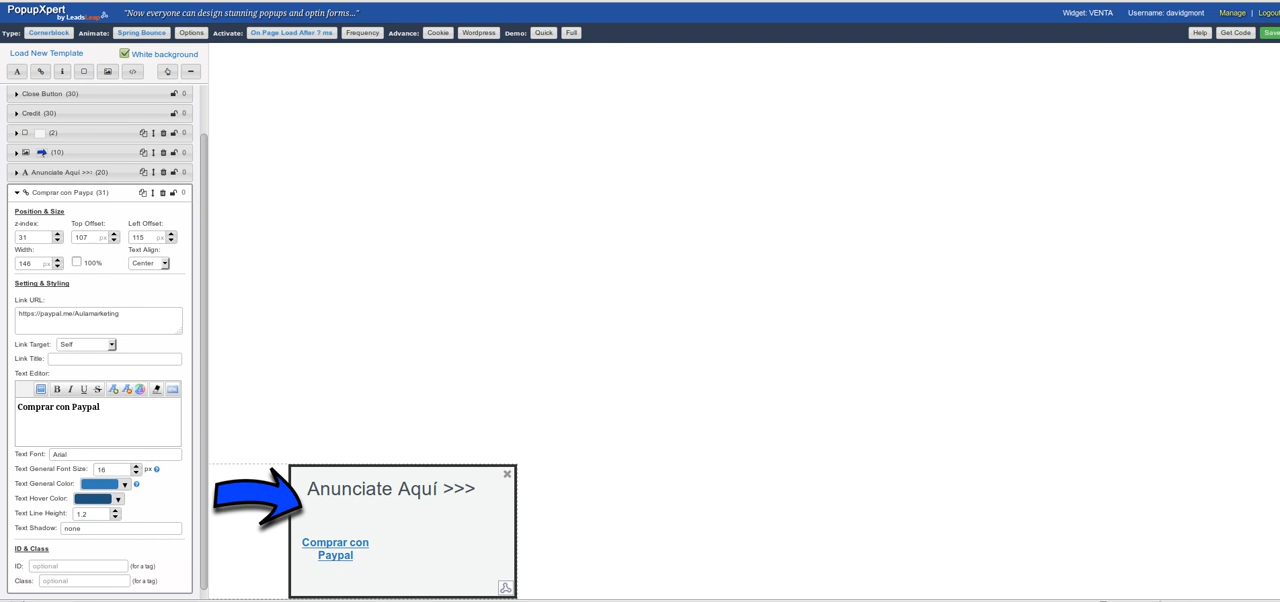 PopupXpert
by LeadsLeap
"Now everyone can design stunning popups and optin forms..."
Widget: VENTA Username: davidgmont Manage | Logout
Type: Cornerblock Animate: Spring Bounce Options Activate: On Page Load After ? ms Frequency Advance: Cookie Wordpress Demo: Quick Full Help Get Code Save
Load New Template White background
Close Button (30) 0
Credit (30) 0
(2) 0
(10) 0
A Anunciate Aquí >>> (20) 0
Comprar con Paypa (31) 0
Position & Size
z-index: Top Offset: Left Offset:
31 107 px 115 px
Width: Text Align:
146 px 100% Center
Setting & Styling
Link URL:
https://paypal.me/Aulamarketing
Link Target: Self
Link Title:
Text Editor:
B I U S
Comprar con Paypal
Text Font: Arial
Text General Font Size: 16 px
Text General Color:
Text Hover Color:
Text Line Height: 1.2
Text Shadow: none
ID & Class
ID: optional (for a tag)
Class: optional (for a tag)
Anunciate Aquí >>>
Comprar con
Paypal